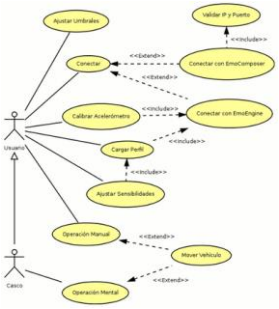 Ajustar Umbrales
Validar IP y Puerto
<<Include>>
<<Extend>>
Conectar
Conectar con EmoComposer
<<Extend>>
Usuario
Calibrar Acelerómetro
<<Include>>
Conectar con EmoEngine
Cargar Perfil
<<Include>>
<<Include>>
Ajustar Sensibilidades
Operación Manual
<<Extend>>
Mover Vehículo
Casco
<<Extend>>
Operación Mental